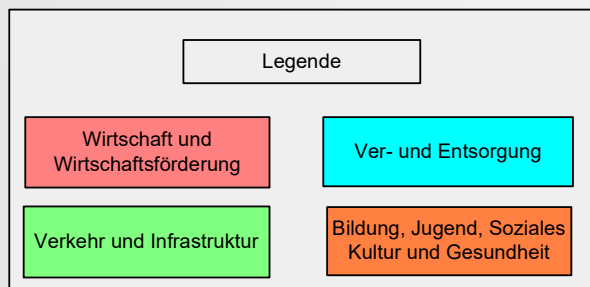 Legende
Wirtschaft und
Wirtschaftsförderung
Ver- und Entsorgung
Verkehr und Infrastruktur
Bildung, Jugend, Soziales
Kultur und Gesundheit